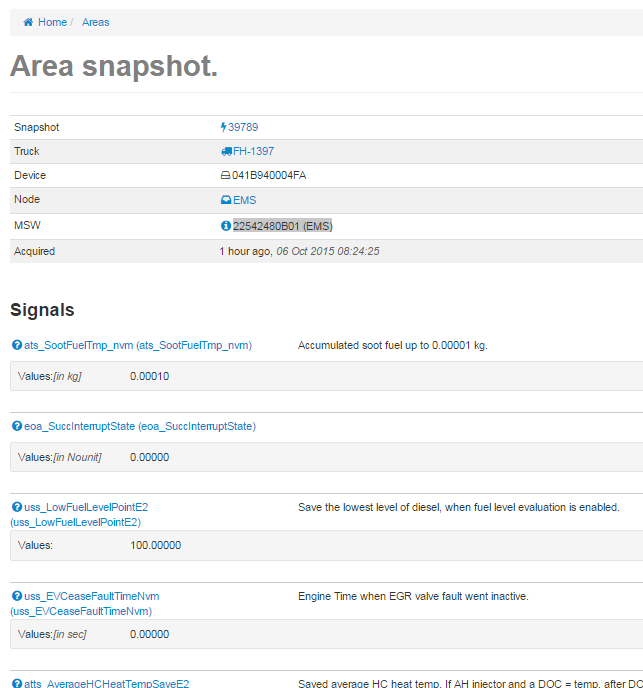 Home / Areas
Area snapshot.
Snapshot 39789
Truck FH-1397
Device 041B940004FA
Node EMS
MSW 22542480B01 (EMS)
Acquired 1 hour ago, 06 Oct 2015 08:24:25
Signals
ats_SootFuelTmp_nvm (ats_SootFuelTmp_nvm) Accumulated soot fuel up to 0.00001 kg.
Values:[in kg] 0.00010
eoa_SuccInterruptState (eoa_SuccInterruptState)
Values:[in Nounit] 0.00000
uss_LowFuelLevelPointE2 Save the lowest level of diesel, when fuel level evaluation is enabled.
(uss_LowFuelLevelPointE2)
Values: 100.00000
uss_EVCeaseFaultTimeNvm Engine Time when EGR valve fault went inactive.
(uss_EVCeaseFaultTimeNvm)
Values:[in sec] 0.00000
atts_AverageHCHeatTempSaveE2 Saved average HC heat temp. If AH injector and a DOC = temp. after DO